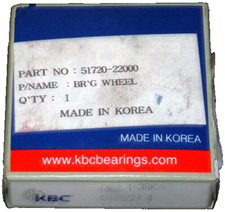 PART NO : 51720-22000
P/NAME : BR'G WHEEL
Q'TY : 1
MADE IN KOREA
MADE IN KOREA
www.kbcbearings.com
KBC